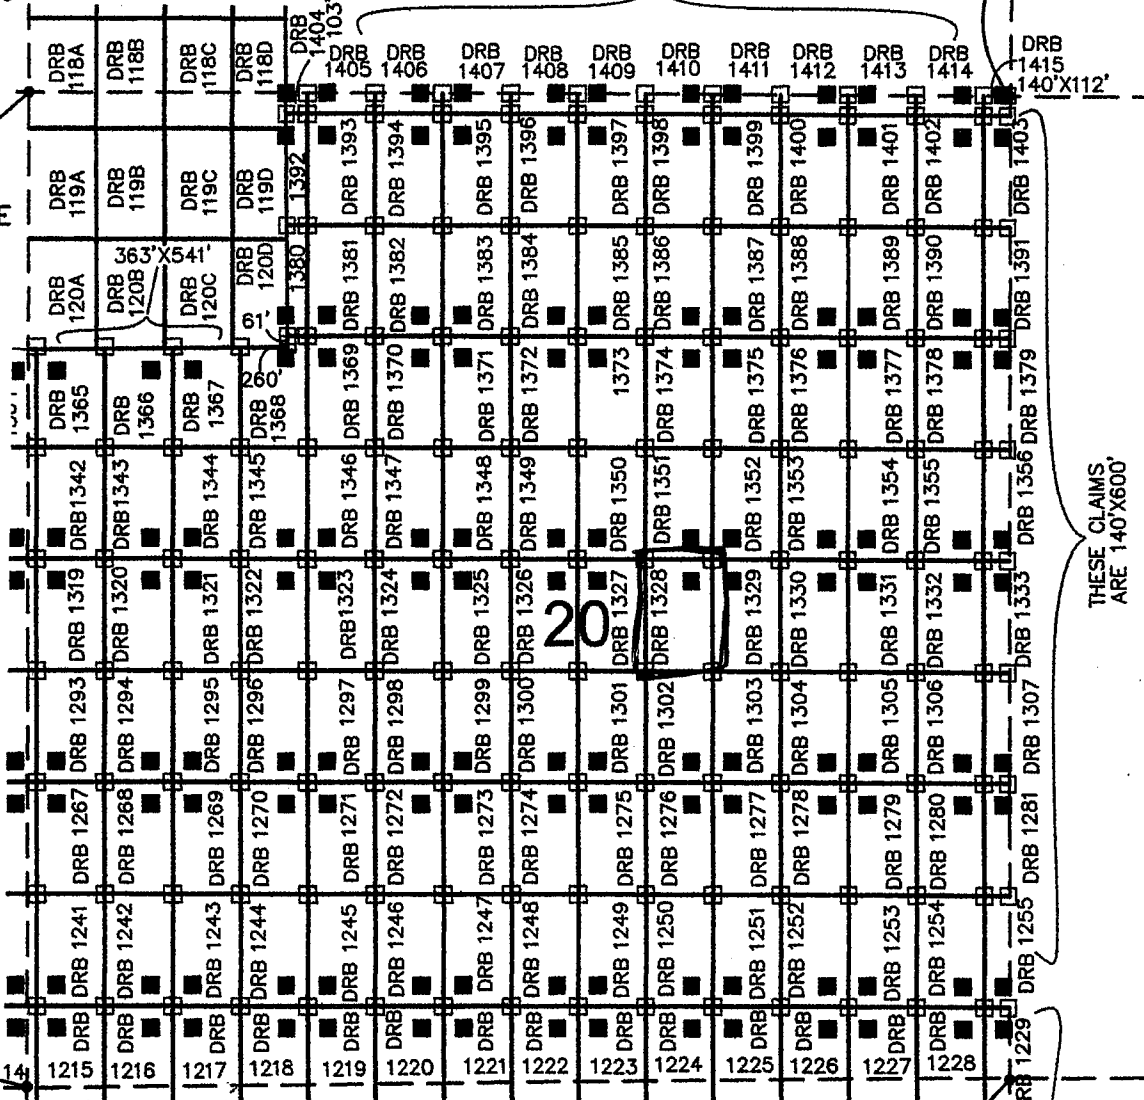 DRB 118A
DRB 118B
DRB 118C
DRB 118D
DRB 1404
103'
DRB 1405
DRB 1406
DRB 1407
DRB 1408
DRB 1409
DRB 1410
DRB 1411
DRB 1412
DRB 1413
DRB 1414
DRB 1415
140'X112'
DRB 119A
DRB 119B
DRB 119C
DRB 119D
1392
DRB 1393
DRB 1394
DRB 1395
DRB 1396
DRB 1397
DRB 1398
DRB 1399
DRB 1400
DRB 1401
DRB 1402
DRB 1403
363'X541'
DRB 120A
DRB 120B
DRB 120C
DRB 120D
1380
DRB 1381
DRB 1382
DRB 1383
DRB 1384
DRB 1385
DRB 1386
DRB 1387
DRB 1388
DRB 1389
DRB 1390
DRB 1391
61'
260'
DRB 1365
DRB 1366
DRB 1367
DRB 1368
DRB 1369
DRB 1370
DRB 1371
DRB 1372
1373
DRB 1374
DRB 1375
DRB 1376
DRB 1377
DRB 1378
DRB 1379
DRB 1342
DRB 1343
DRB 1344
DRB 1345
DRB 1346
DRB 1347
DRB 1348
DRB 1349
DRB 1350
DRB 1351
DRB 1352
DRB 1353
DRB 1354
DRB 1355
DRB 1356
THESE CLAIMS
ARE 140'X600'
DRB 1319
DRB 1320
DRB 1321
DRB 1322
DRB 1323
DRB 1324
DRB 1325
DRB 1326
20
DRB 1327
DRB 1328
DRB 1329
DRB 1330
DRB 1331
DRB 1332
DRB 1333
DRB 1293
DRB 1294
DRB 1295
DRB 1296
DRB 1297
DRB 1298
DRB 1299
DRB 1300
DRB 1301
DRB 1302
DRB 1303
DRB 1304
DRB 1305
DRB 1306
DRB 1307
DRB 1267
DRB 1268
DRB 1269
DRB 1270
DRB 1271
DRB 1272
DRB 1273
DRB 1274
DRB 1275
DRB 1276
DRB 1277
DRB 1278
DRB 1279
DRB 1280
DRB 1281
DRB 1241
DRB 1242
DRB 1243
DRB 1244
DRB 1245
DRB 1246
DRB 1247
DRB 1248
DRB 1249
DRB 1250
DRB 1251
DRB 1252
DRB 1253
DRB 1254
DRB 1255
14
DRB 1215
DRB 1216
DRB 1217
DRB 1218
DRB 1219
DRB 1220
DRB 1221
DRB 1222
DRB 1223
DRB 1224
DRB 1225
DRB 1226
DRB 1227
DRB 1228
RB 1229